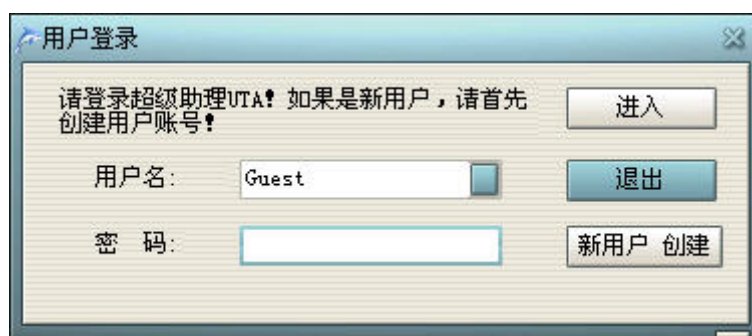 用户登录
请登录超级助理UTA! 如果是新用户，请首先
创建用户账号!
进入
用户名:
Guest
退出
密 码:
新用户 创建